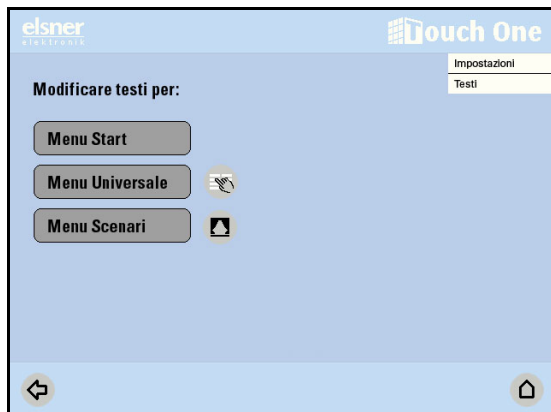 elsner
elektronik
Touch One
Impostazioni
Testi
Modificare testi per:
Menu Start
Menu Universale
Menu Scenari